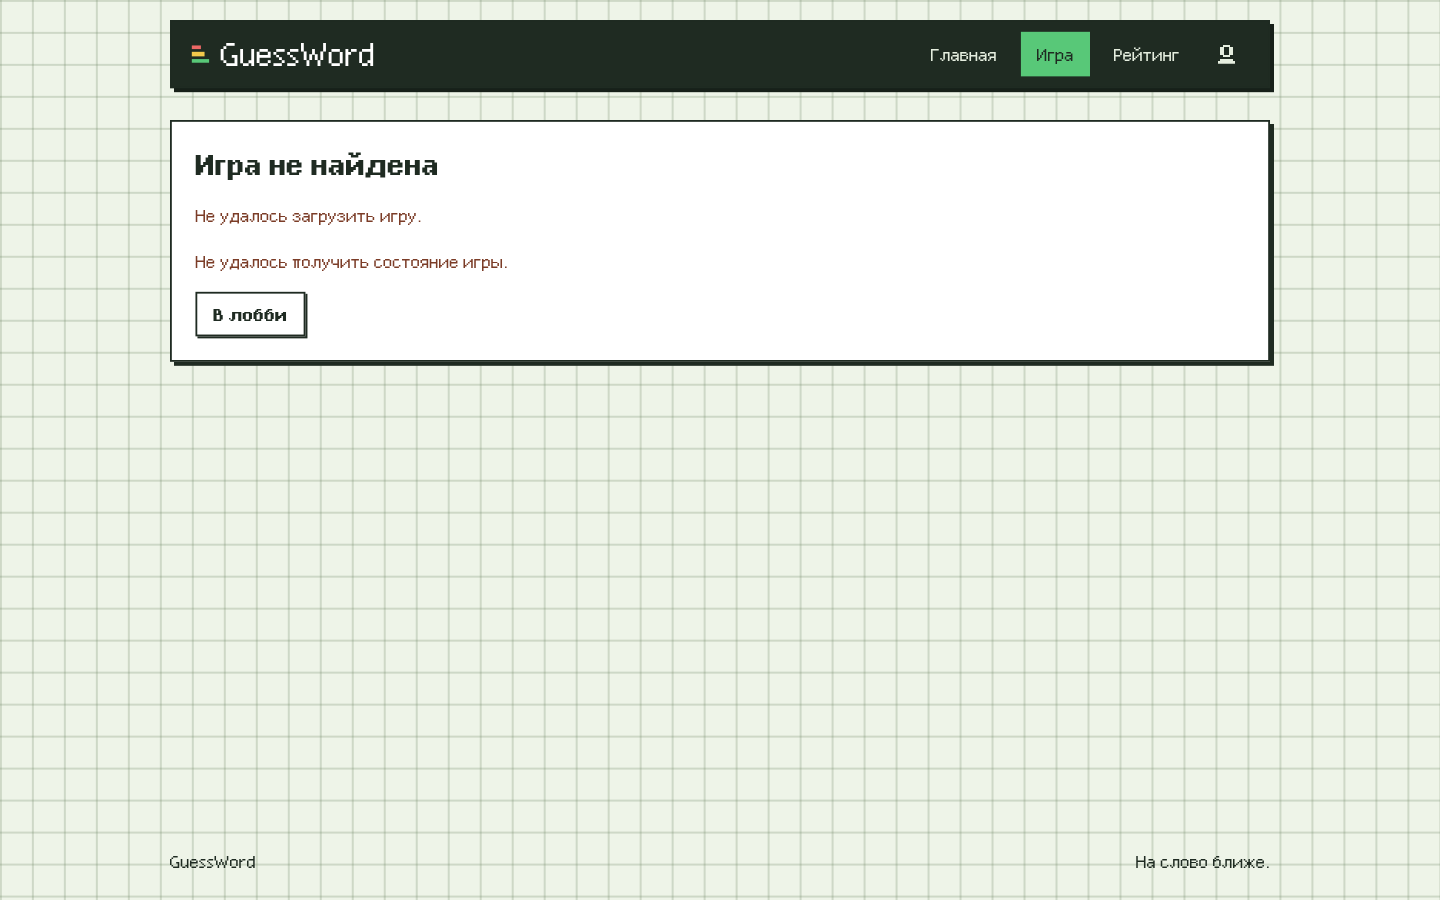 GuessWord
Главная
Игра
Рейтинг
Игра не найдена
Не удалось загрузить игру.
Не удалось получить состояние игры.
В лобби
GuessWord
На слово ближе.